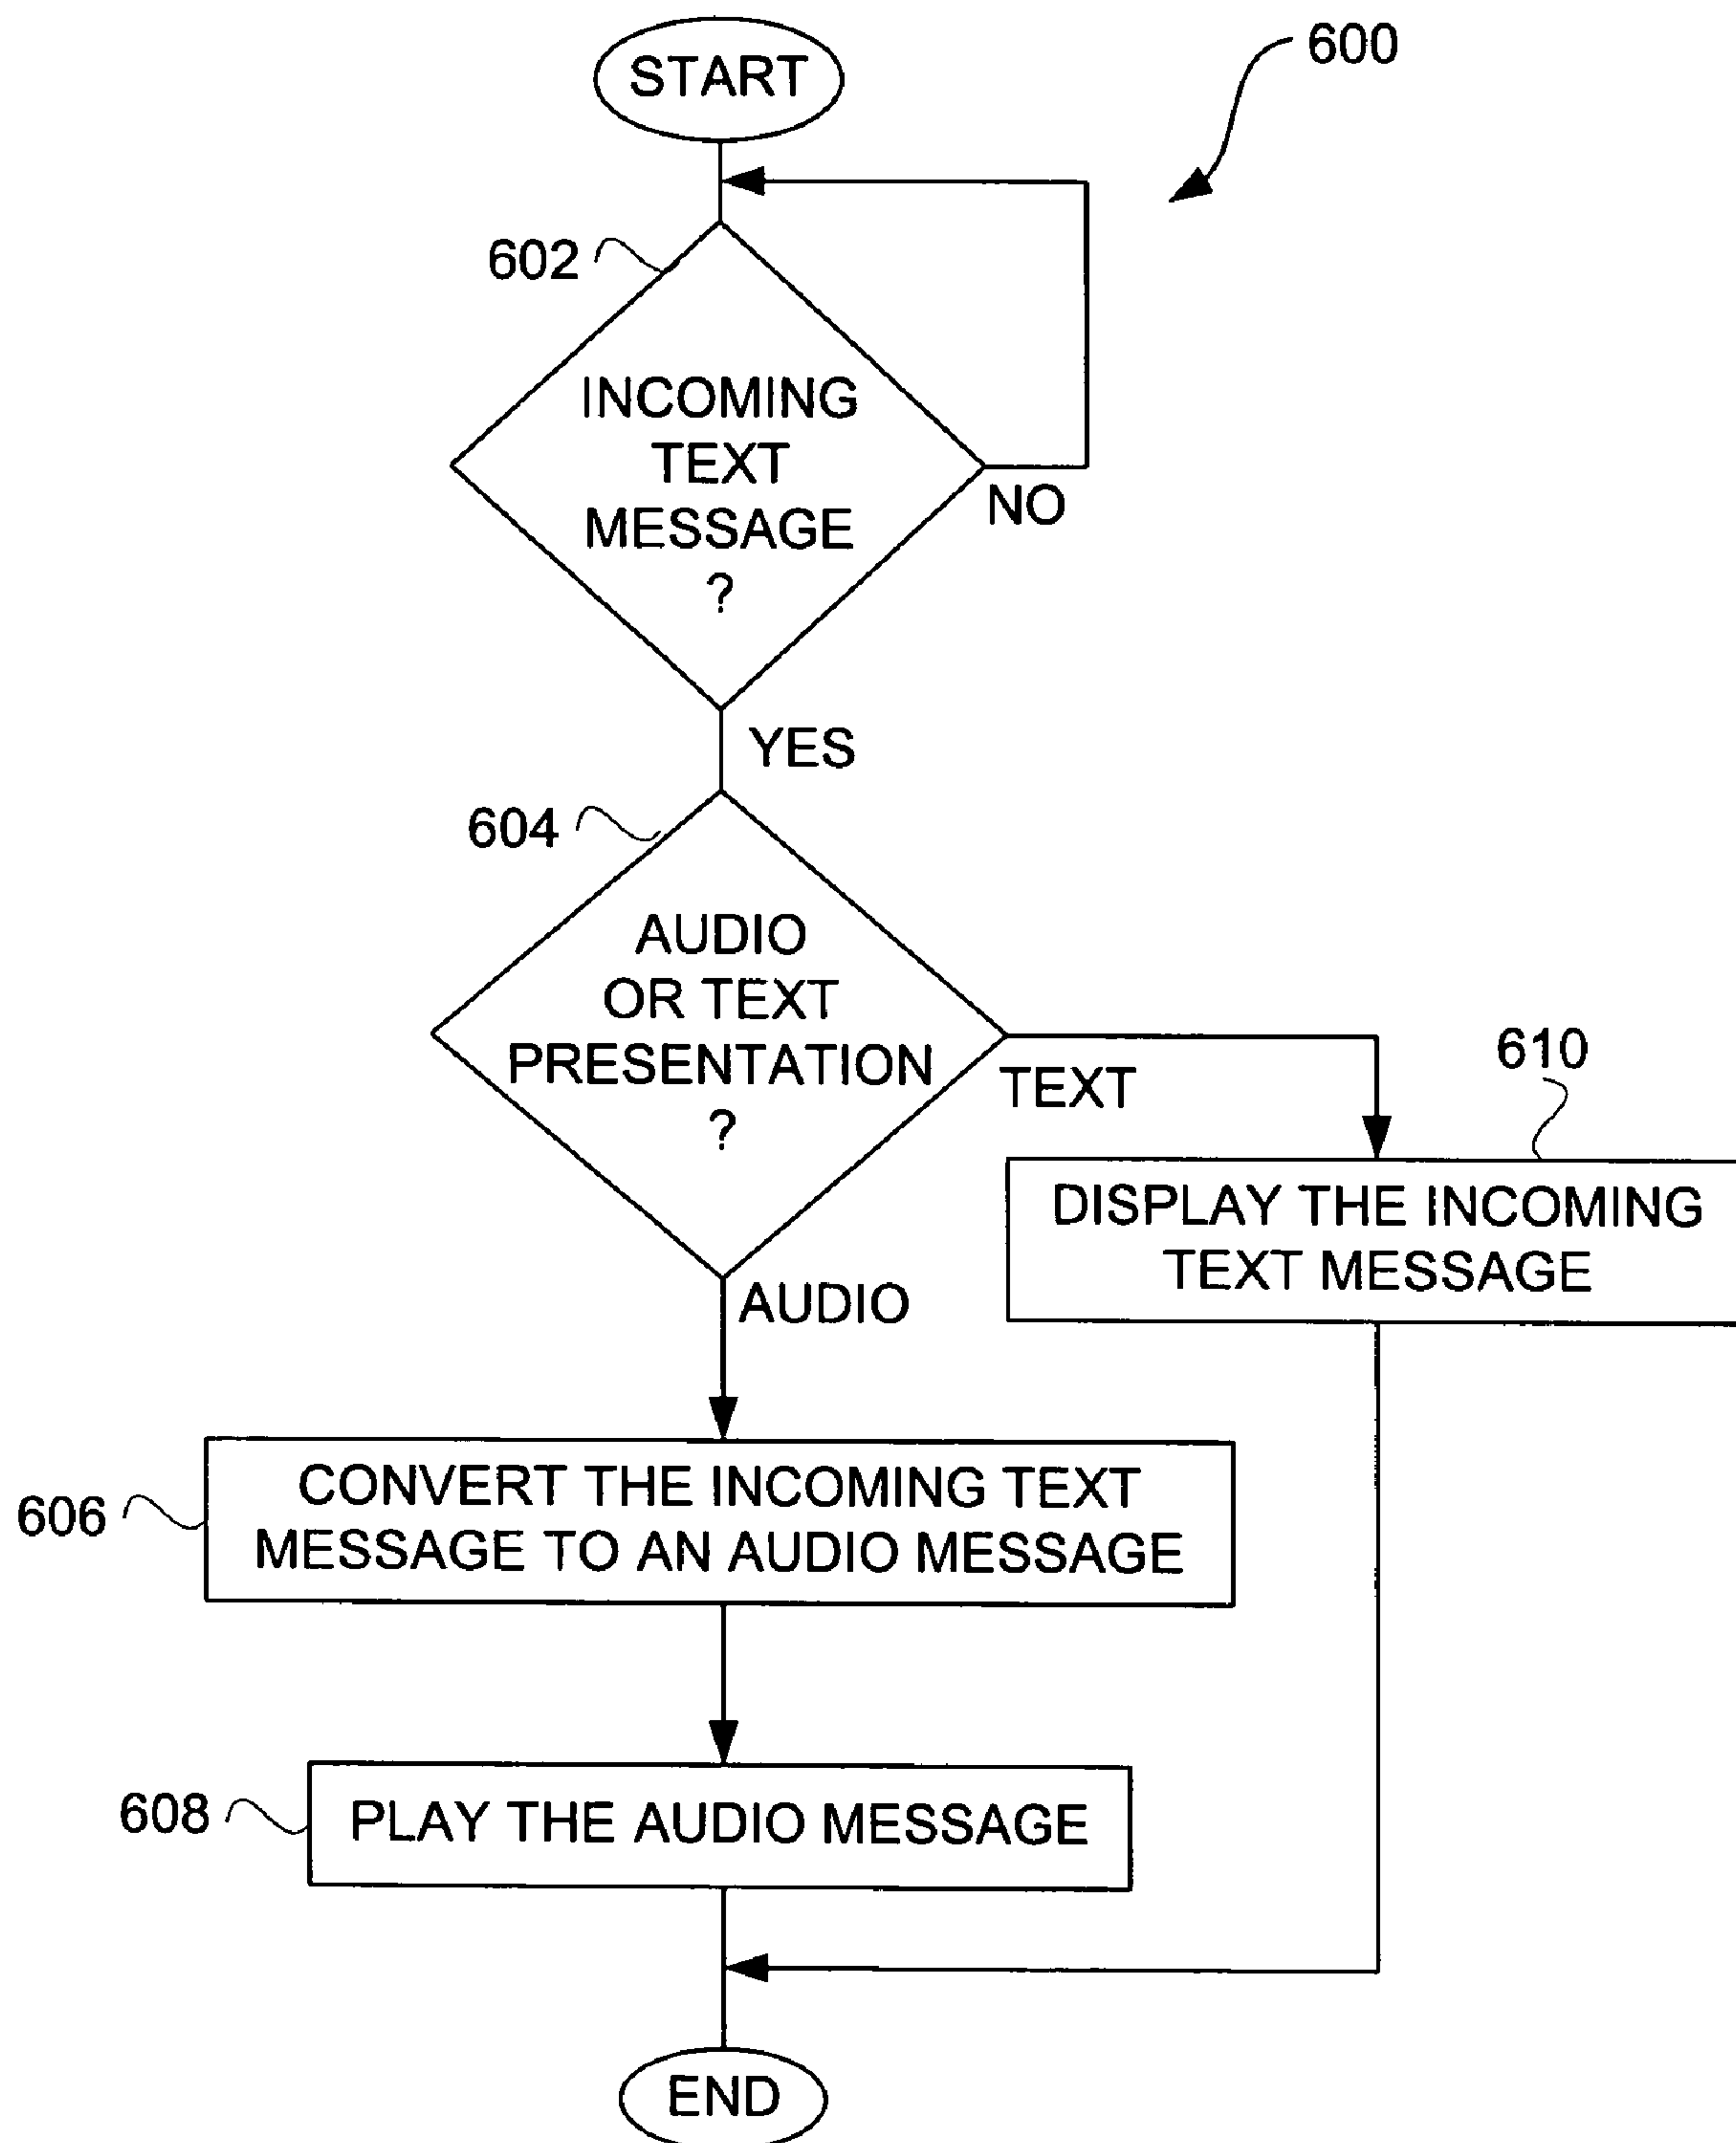 START
600
602
INCOMING
TEXT
MESSAGE
?
NO
YES
604
AUDIO
OR TEXT
PRESENTATION
?
TEXT
610
DISPLAY THE INCOMING
TEXT MESSAGE
AUDIO
606
CONVERT THE INCOMING TEXT
MESSAGE TO AN AUDIO MESSAGE
608
PLAY THE AUDIO MESSAGE
END